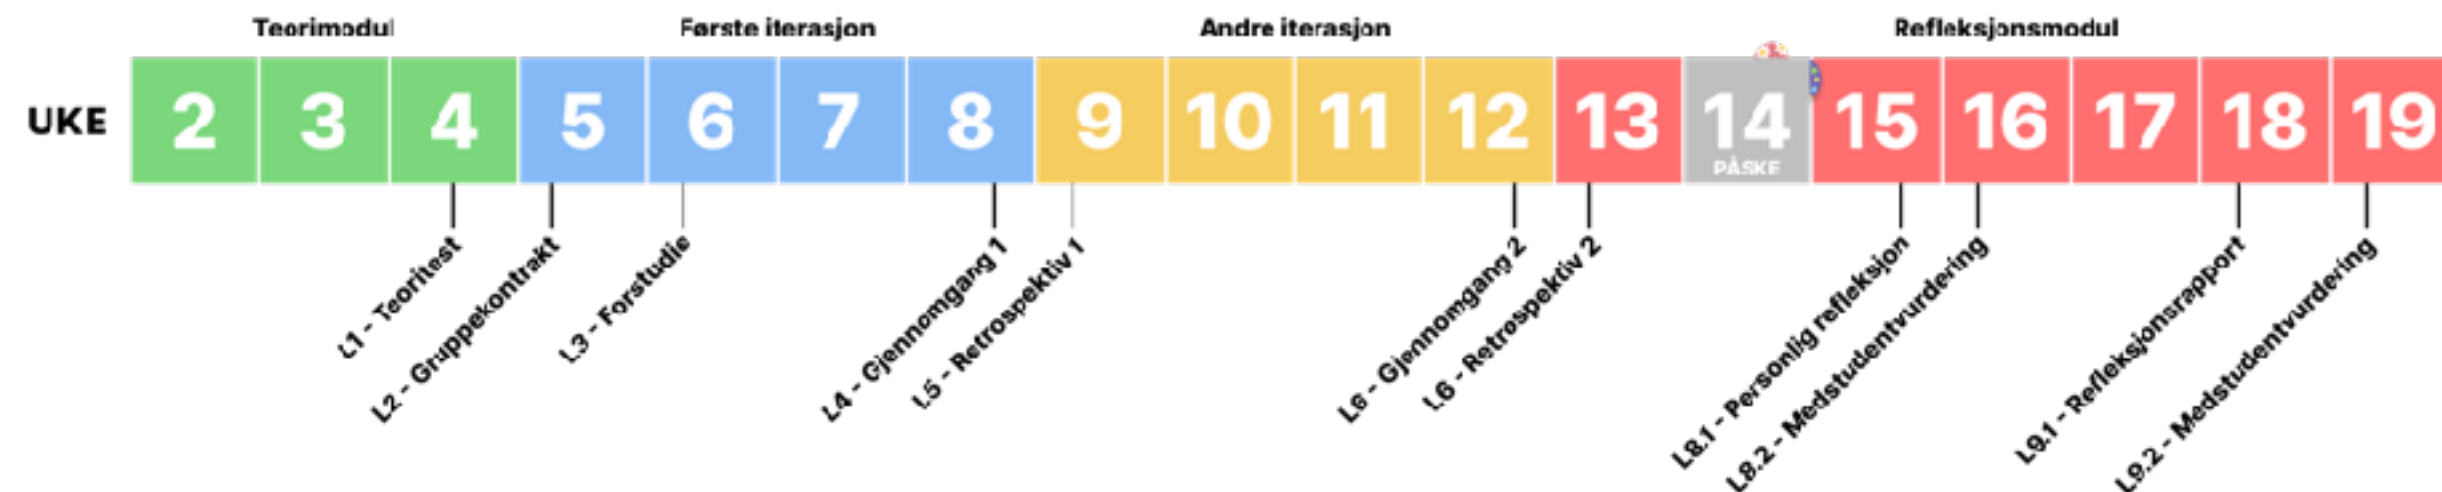 Teorimodul
Første iterasjon
Andre iterasjon
Refleksjonsmodul
UKE 2 3 4 5 6 7 8 9 10 11 12 13 14 15 16 17 18 19
PÅSKE
L1 - Teoritest
L2 - Gruppekontrakt
L3 - Forstudie
L4 - Gjennomgang 1
L5 - Retrospektiv 1
L6 - Gjennomgang 2
L6 - Retrospektiv 2
L8.1 - Personlig refleksjon
L8.2 - Medstudentvurdering
L9.1 - Refleksjonsrapport
L9.2 - Medstudentvurdering